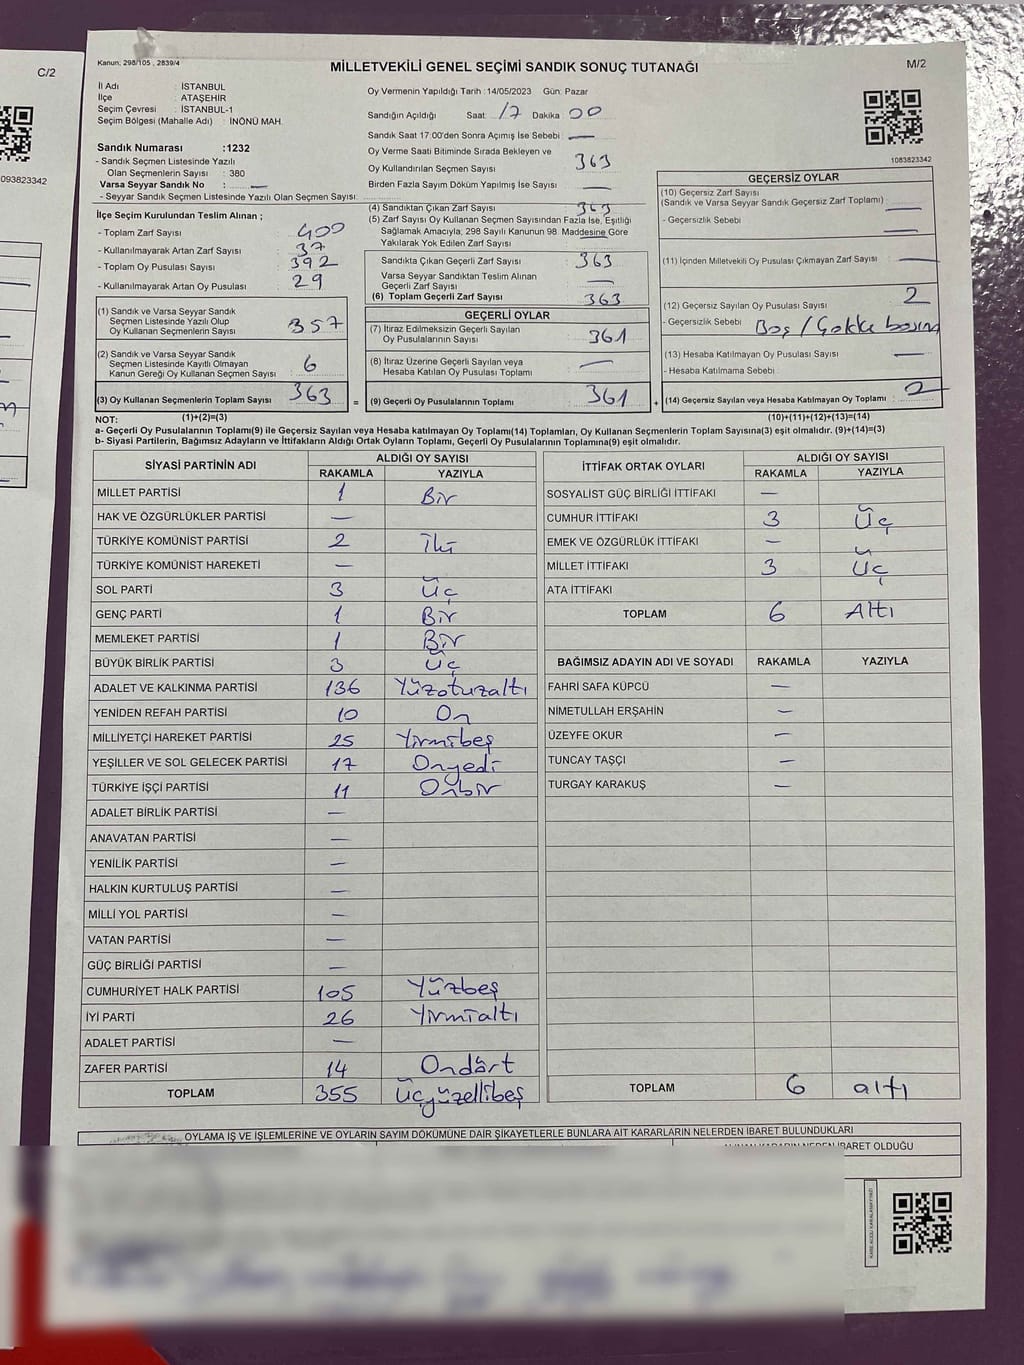 C/2
093823342
Kanun, 298/105 , 2839/4
MİLLETVEKİLİ GENEL SEÇİMİ SANDIK SONUÇ TUTANAĞI
M/2
İl Adı : İSTANBUL
İlçe : ATAŞEHİR
Seçim Çevresi : İSTANBUL-1
Seçim Bölgesi (Mahalle Adı) : İNÖNÜ MAH.
Sandık Numarası :1232
- Sandık Seçmen Listesinde Yazılı
Olan Seçmenlerin Sayısı : 380
Varsa Seyyar Sandık No : —
- Seyyar Sandık Seçmen Listesinde Yazılı Olan Seçmen Sayısı:
Oy Vermenin Yapıldığı Tarih :14/05/2023 Gün: Pazar
Sandığın Açıldığı Saat 17 Dakika 00
Sandık Saat 17:00'den Sonra Açımış İse Sebebi : —
Oy Verme Saati Bitiminde Sırada Bekleyen ve
Oy Kullandırılan Seçmen Sayısı 363
Birden Fazla Sayım Döküm Yapılmış İse Sayısı —
1083823342
İlçe Seçim Kurulundan Teslim Alınan ;
- Toplam Zarf Sayısı 400
- Kullanılmayarak Artan Zarf Sayısı 37
- Toplam Oy Pusulası Sayısı 392
- Kullanılmayarak Artan Oy Pusulası 29
(1) Sandık ve Varsa Seyyar Sandık
Seçmen Listesinde Yazılı Olup
Oy Kullanan Seçmenlerin Sayısı 357
(2) Sandık ve Varsa Seyyar Sandık
Seçmen Listesinde Kayıtlı Olmayan
Kanun Gereği Oy Kullanan Seçmen Sayısı 6
(3) Oy Kullanan Seçmenlerin Toplam Sayısı 363
(4) Sandıktan Çıkan Zarf Sayısı 363
(5) Zarf Sayısı Oy Kullanan Seçmen Sayısından Fazla İse, Eşitliği
Sağlamak Amacıyla, 298 Sayılı Kanunun 98. Maddesine Göre
Yakılarak Yok Edilen Zarf Sayısı —
Sandıkta Çıkan Geçerli Zarf Sayısı 363
Varsa Seyyar Sandıktan Teslim Alınan
Geçerli Zarf Sayısı —
(6) Toplam Geçerli Zarf Sayısı 363
GEÇERLİ OYLAR
(7) İtiraz Edilmeksizin Geçerli Sayılan
Oy Pusulalarının Sayısı 361
(8) İtiraz Üzerine Geçerli Sayılan veya
Hesaba Katılan Oy Pusulası Toplamı —
= (9) Geçerli Oy Pusulalarının Toplamı 361
GEÇERSİZ OYLAR
(10) Geçersiz Zarf Sayısı
(Sandık ve Varsa Seyyar Sandık Geçersiz Zarf Toplamı) —
- Geçersizlik Sebebi —
(11) İçinden Milletvekili Oy Pusulası Çıkmayan Zarf Sayısı —
(12) Geçersiz Sayılan Oy Pusulası Sayısı 2
- Geçersizlik Sebebi Boş /
(13) Hesaba Katılmayan Oy Pusulası Sayısı —
- Hesaba Katılmama Sebebi
+ (14) Geçersiz Sayılan veya Hesaba Katılmayan Oy Toplamı 2
NOT: (1)+(2)=(3) (10)+(11)+(12)+(13)=(14)
a- Geçerli Oy Pusulalarının Toplamı(9) ile Geçersiz Sayılan veya Hesaba katılmayan Oy Toplamı(14) Toplamları, Oy Kullanan Seçmenlerin Toplam Sayısına(3) eşit olmalıdır. (9)+(14)=(3)
b- Siyasi Partilerin, Bağımsız Adayların ve İttifakların Aldığı Ortak Oyların Toplamı, Geçerli Oy Pusulalarının Toplamına(9) eşit olmalıdır.
SİYASİ PARTİNİN ADI ALDIĞI OY SAYISI
RAKAMLA YAZIYLA
MİLLET PARTİSİ 1 Bir
HAK VE ÖZGÜRLÜKLER PARTİSİ —
TÜRKİYE KOMÜNİST PARTİSİ 2 İki
TÜRKİYE KOMÜNİST HAREKETİ —
SOL PARTİ 3 Üç
GENÇ PARTİ 1 Bir
MEMLEKET PARTİSİ 1 Bir
BÜYÜK BİRLİK PARTİSİ 3 Üç
ADALET VE KALKINMA PARTİSİ 136 Yüzotuzaltı
YENİDEN REFAH PARTİSİ 10 On
MİLLİYETÇİ HAREKET PARTİSİ 25 Yirmibeş
YEŞİLLER VE SOL GELECEK PARTİSİ 17 Onyedi
TÜRKİYE İŞÇİ PARTİSİ 11 Onbir
ADALET BİRLİK PARTİSİ —
ANAVATAN PARTİSİ —
YENİLİK PARTİSİ —
HALKIN KURTULUŞ PARTİSİ —
MİLLİ YOL PARTİSİ —
VATAN PARTİSİ —
GÜÇ BİRLİĞİ PARTİSİ —
CUMHURİYET HALK PARTİSİ 105 Yüzbeş
İYİ PARTİ 26 Yirmialtı
ADALET PARTİSİ —
ZAFER PARTİSİ 14 Ondört
TOPLAM 355 Üçyüzellibeş
İTTİFAK ORTAK OYLARI ALDIĞI OY SAYISI
RAKAMLA YAZIYLA
SOSYALİST GÜÇ BİRLİĞİ İTTİFAKI —
CUMHUR İTTİFAKI 3 Üç
EMEK VE ÖZGÜRLÜK İTTİFAKI —
MİLLET İTTİFAKI 3 Üç
ATA İTTİFAKI
TOPLAM 6 Altı
BAĞIMSIZ ADAYIN ADI VE SOYADI RAKAMLA YAZIYLA
FAHRİ SAFA KÜPCÜ —
NİMETULLAH ERŞAHİN —
ÜZEYFE OKUR —
TUNCAY TAŞÇI —
TURGAY KARAKUŞ —
TOPLAM 6 altı
OYLAMA İŞ VE İŞLEMLERİNE VE OYLARIN SAYIM DÖKÜMÜNE DAİR ŞİKAYETLERLE BUNLARA AİT KARARLARIN NELERDEN İBARET BULUNDUKLARI
ALINAN KARARIN NEDEN İBARET OLDUĞU